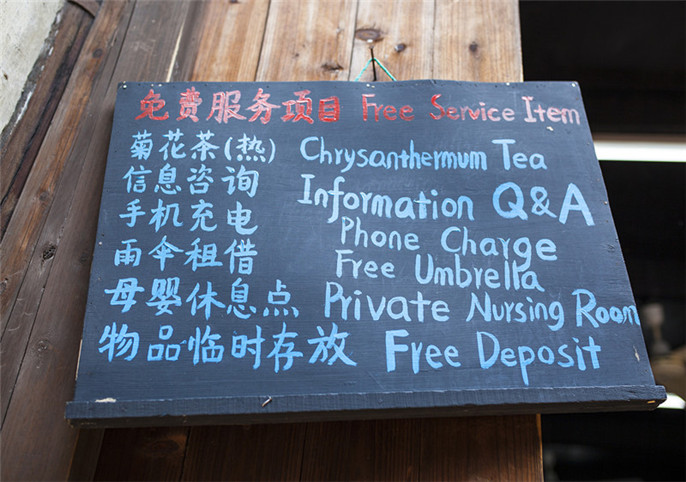 免费服务项目 Free Service Item
菊花茶(热) Chrysanthermum Tea
信息咨询 Information Q&A
手机充电 Phone Charge
雨伞租借 Free Umbrella
母婴休息点 Private Nursing Room
物品临时存放 Free Deposit